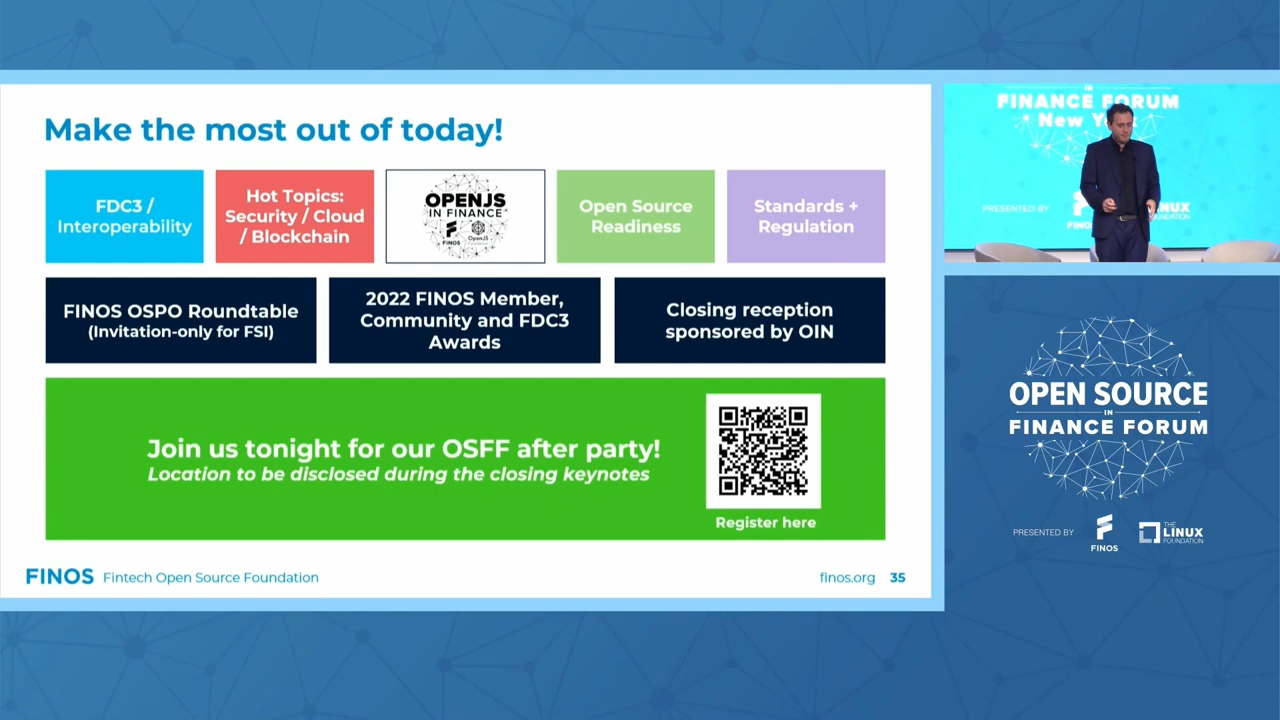 Make the most out of today!
FDC3 /
Interoperability
Hot Topics:
Security / Cloud
/ Blockchain
OPENJS
IN FINANCE
FINOS
OpenJS
Open Source
Readiness
Standards +
Regulation
FINOS OSPO Roundtable
(Invitation-only for FSI)
2022 FINOS Member,
Community and FDC3
Awards
Closing reception
sponsored by OIN
Join us tonight for our OSFF after party!
Location to be disclosed during the closing keynotes
Register here
FINOS Fintech Open Source Foundation
finos.org 35
IN
FINANCE FORUM
New
PRESENTED BY
LINUX
FOUNDATION
OPEN SOURCE
IN
FINANCE FORUM
PRESENTED BY
FINOS
THE
LINUX
FOUNDATION